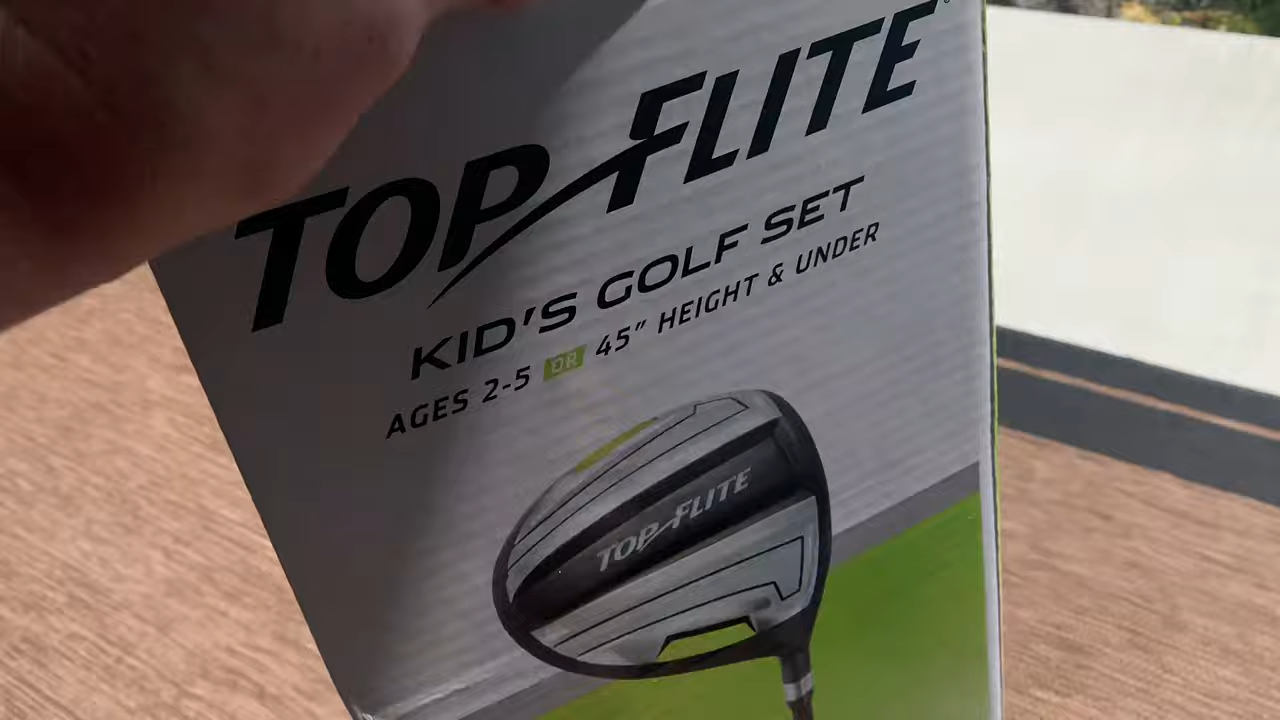 TOP FLITE
KID'S GOLF SET
AGES 2-5 OR 45" HEIGHT & UNDER
TOP FLITE